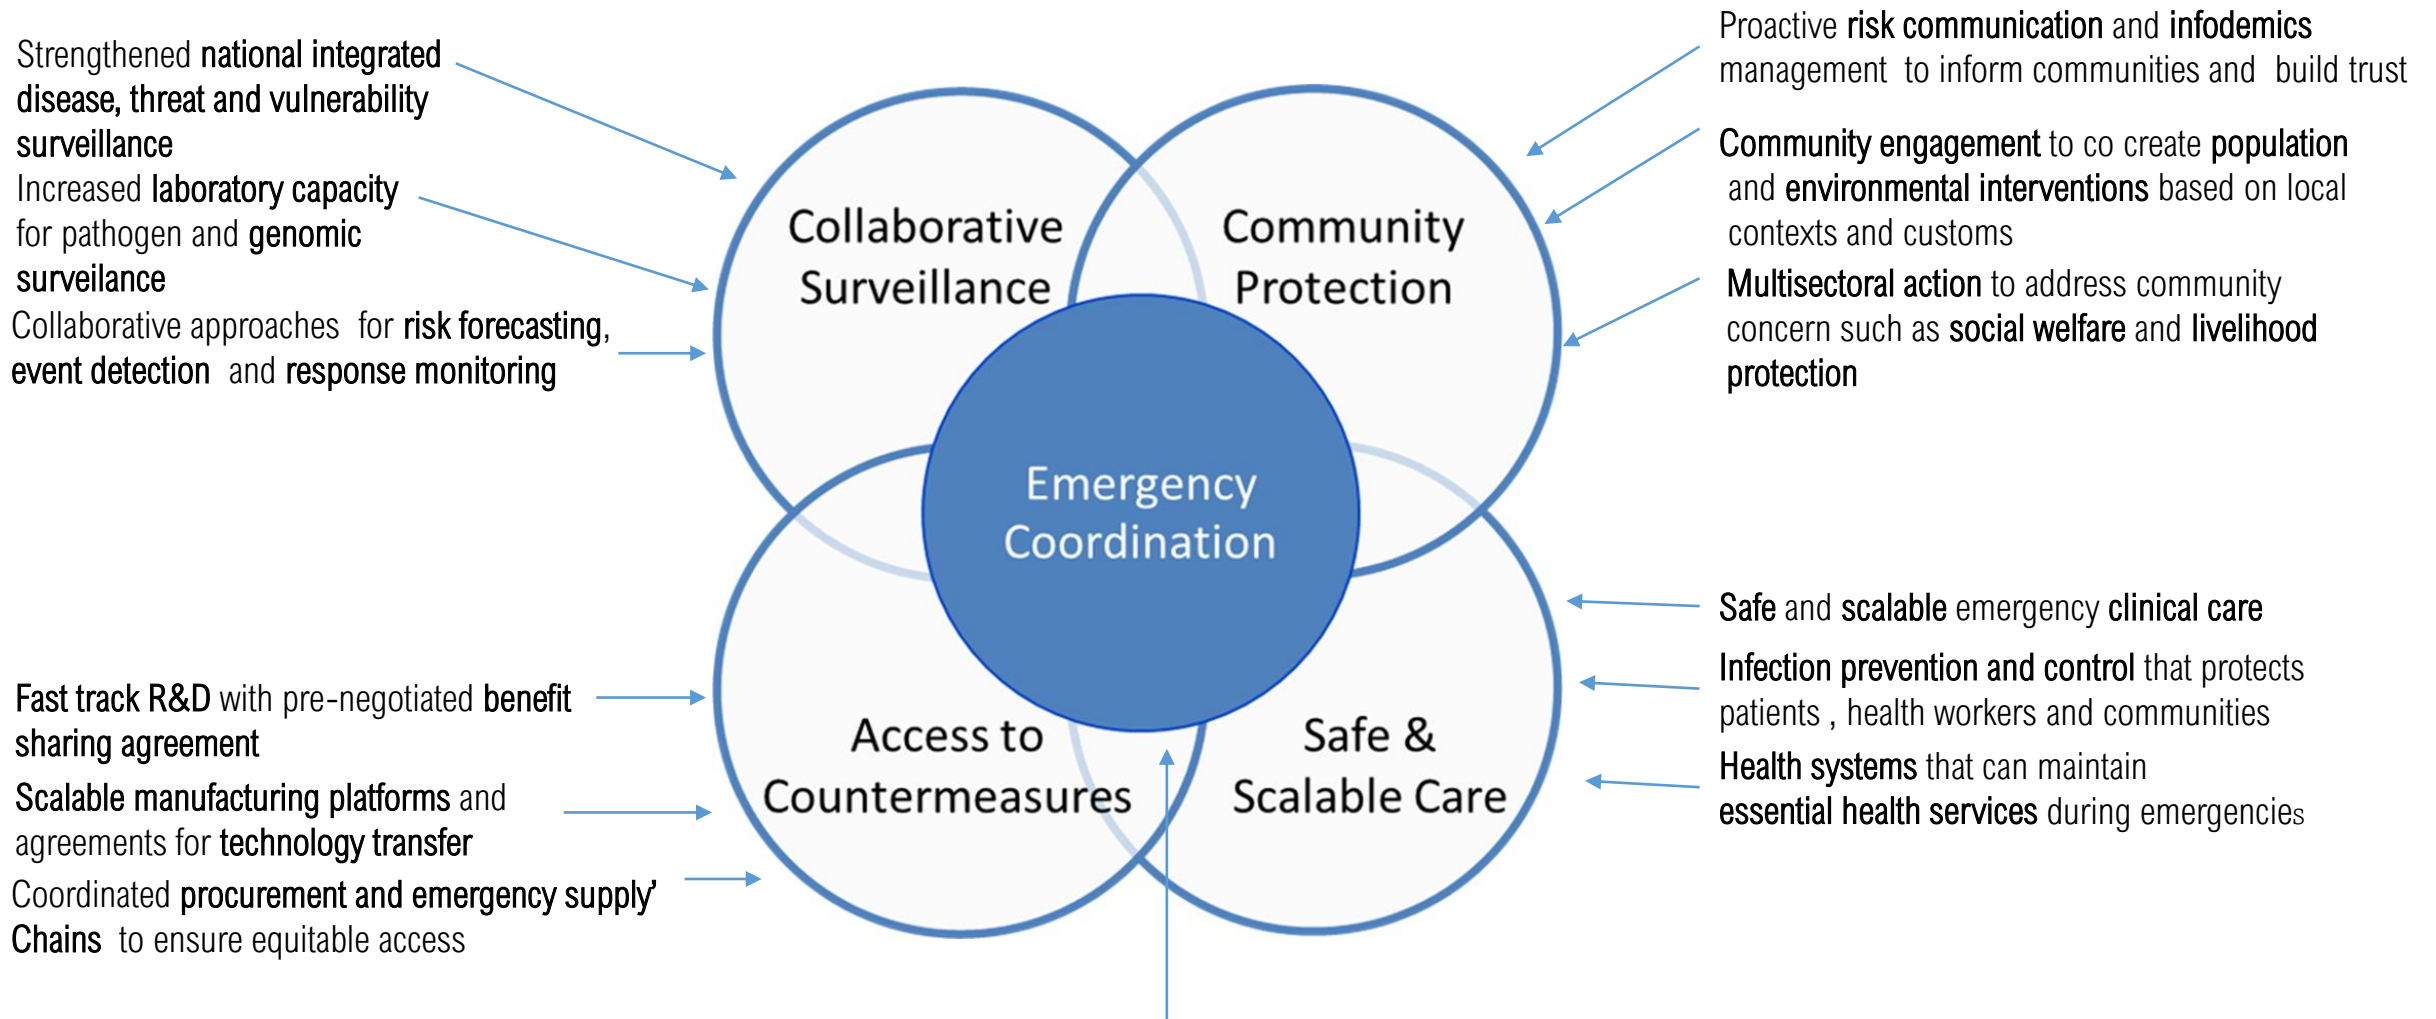 Strengthened national integrated
disease, threat and vulnerability
surveillance
Increased laboratory capacity
for pathogen and genomic
surveilance
Collaborative approaches for risk forecasting,
event detection and response monitoring
Proactive risk communication and infodemics
management to inform communities and build trust
Community engagement to co create population
and environmental interventions based on local
contexts and customs
Multisectoral action to address community
concern such as social welfare and livelihood
protection
Collaborative
Surveillance
Community
Protection
Emergency
Coordination
Access to
Countermeasures
Safe &
Scalable Care
Fast track R&D with pre-negotiated benefit
sharing agreement
Scalable manufacturing platforms and
agreements for technology transfer
Coordinated procurement and emergency supply’
Chains to ensure equitable access
Safe and scalable emergency clinical care
Infection prevention and control that protects
patients , health workers and communities
Health systems that can maintain
essential health services during emergencies